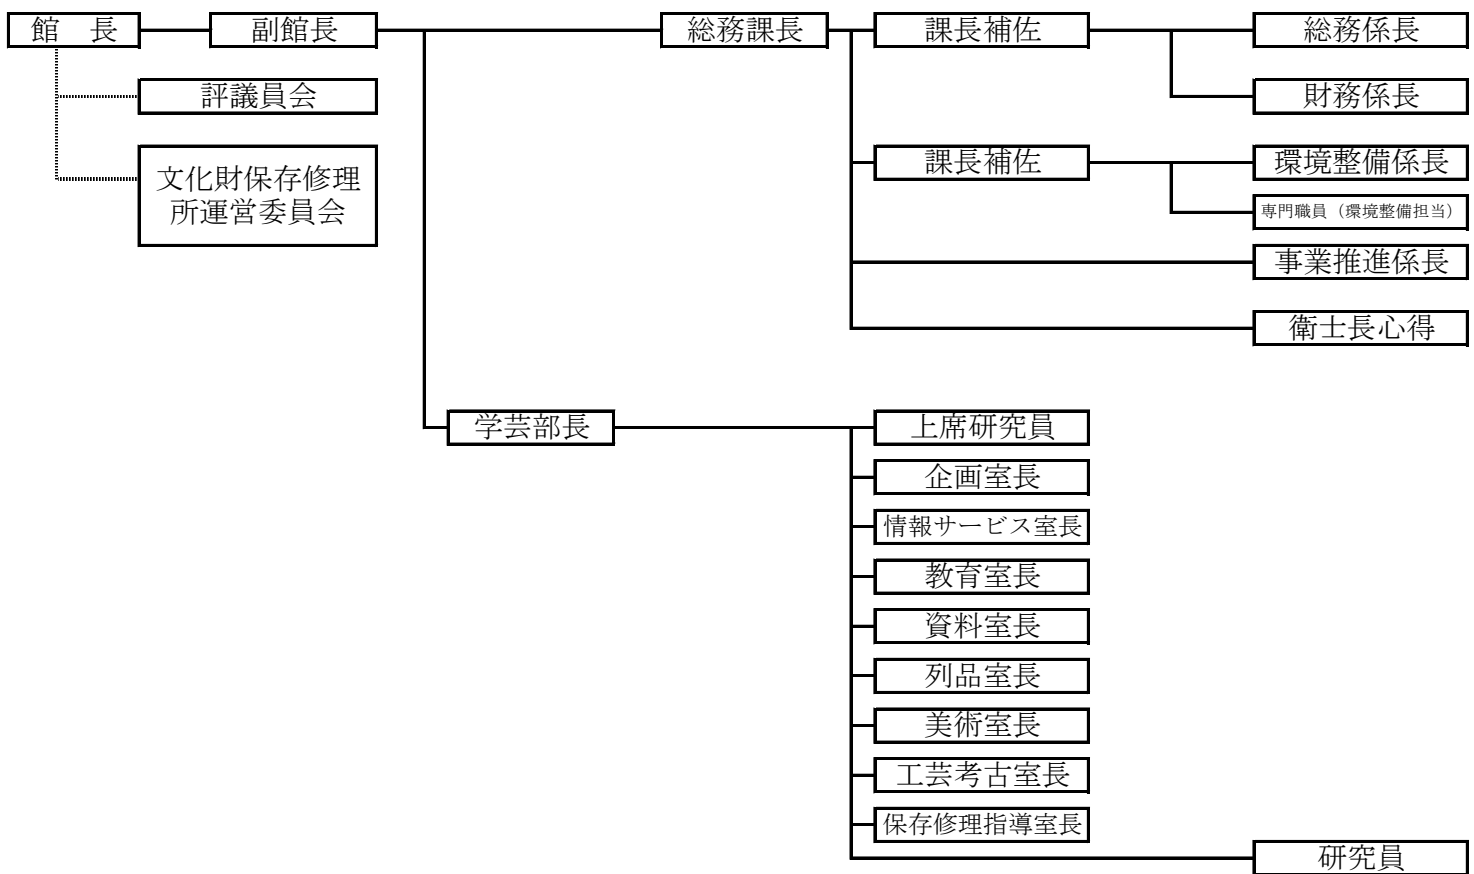 館　長
副館長
総務課長
課長補佐
総務係長
評議員会
財務係長
文化財保存修理
所運営委員会
課長補佐
環境整備係長
専門職員（環境整備担当）
事業推進係長
衛士長心得
学芸部長
上席研究員
企画室長
情報サービス室長
教育室長
資料室長
列品室長
美術室長
工芸考古室長
保存修理指導室長
研究員